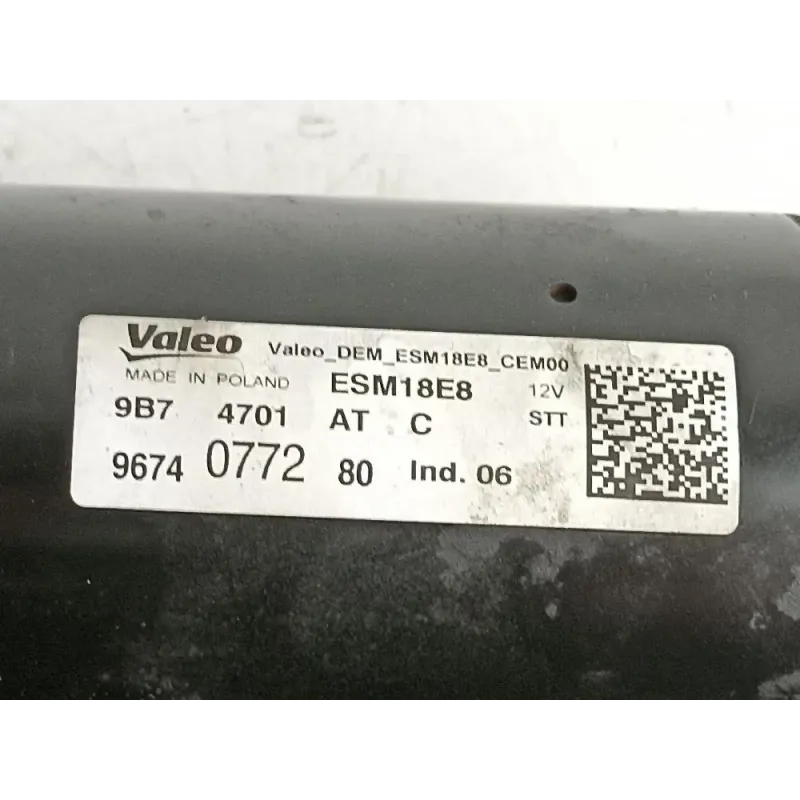 Valeo Valeo_DEM_ESM18E8_CEM00
MADE IN POLAND ESM18E8 12V
9B7 4701 AT C STT
9674 0772 80 Ind. 06